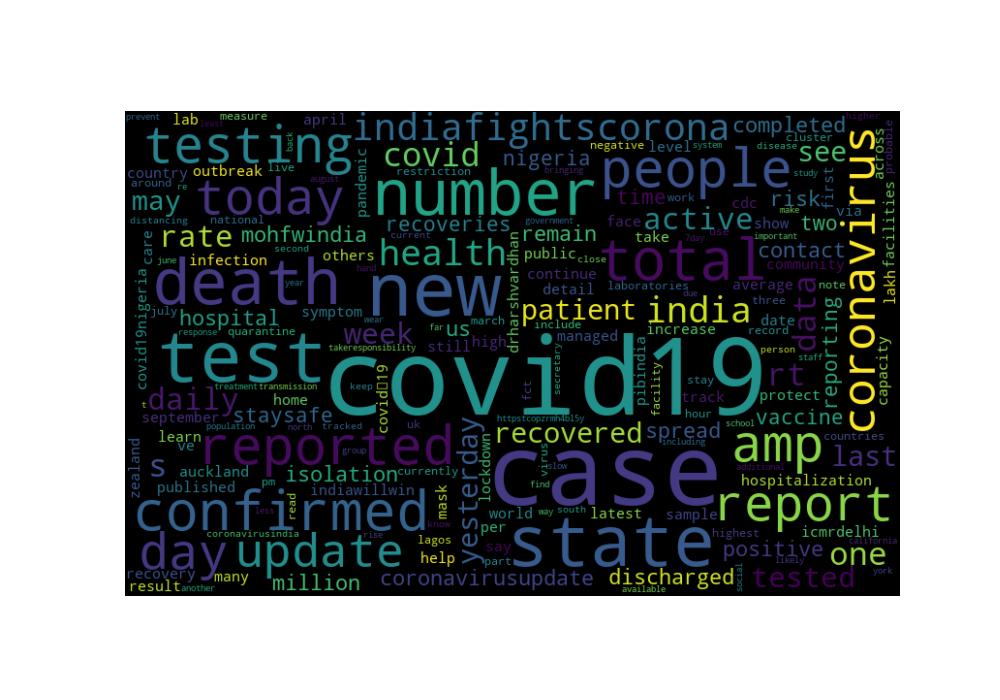 prevent
lab
measure
april
indiafightscorona
completed
higher
testing
covid
nigeria
negative
level
system
cluster
see
across
probable
coronavirus
country
outbreak
live
back
pandemic
restriction
number
bringing
people
disease
study
around
re
may
today
time
work
cdc
risk
first
make
via
distancing
national
recoveries
face
active
show
two
facilities
august
government
rate
mohfwindia
current
remain
take
use
important
contact
second
health
public
close
total
7day
community
lakh
june
infection
others
drharshvardhan
continue
death
new
detail
laboratories
average
data
note
care
hand
year
due
three
july
symptom
patient
india
date
reporting
covid19nigeria
hospital
march
include
increase
record
response
quarantine
wear
week
us
far
still
high
managed
pibindia
person
test
takeresponsibility
covid19
secretary
facility
rt
staff
capacity
treatment
transmission
keep
fct
stay
track
protect
daily
home
hour
t
september
staysafe
httpstcopzrmh4bl5y
vaccine
population
north
tracked
uk
yesterday
recovered
spread
school
learn
ve
reported
group
lockdown
case
virus
including
amp
countries
last
zealand
s
auckland
isolation
currently
slow
additional
published
pm
indiawillwin
find
hospitalization
confirmed
read
mask
world
way
south
latest
sample
report
less
know
per
state
highest
icmrdelhi
coronavirusindia
rise
lagos
say
california
day
update
help
part
positive
one
likely
recovery
many
million
coronavirusupdate
discharged
social
tested
york
result
another
available